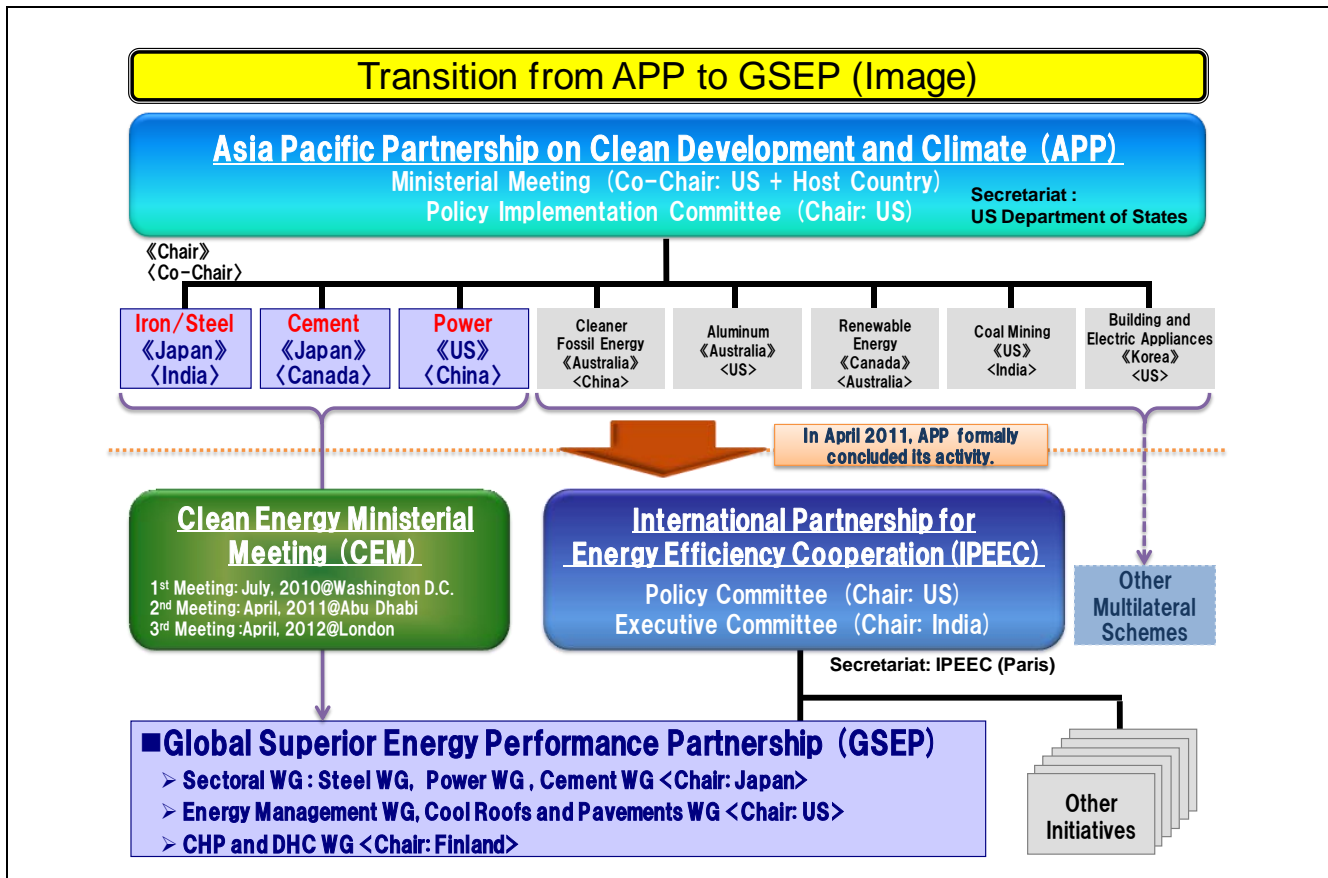 Transition from APP to GSEP (Image)
Asia Pacific Partnership on Clean Development and Climate (APP)
Ministerial Meeting (Co-Chair: US + Host Country)
Policy Implementation Committee (Chair: US)
Secretariat :
US Department of States
《Chair》
〈Co-Chair〉
Iron/Steel
《Japan》
〈India〉
Cement
《Japan》
〈Canada〉
Power
《US》
〈China〉
Cleaner
Fossil Energy
《Australia》
<China>
Aluminum
《Australia》
<US>
Renewable
Energy
《Canada》
<Australia>
Coal Mining
《US》
<India>
Building and
Electric Appliances
《Korea》
<US>
In April 2011, APP formally
concluded its activity.
Clean Energy Ministerial
Meeting (CEM)
1st Meeting: July, 2010@Washington D.C.
2nd Meeting: April, 2011@Abu Dhabi
3rd Meeting :April, 2012@London
International Partnership for
Energy Efficiency Cooperation (IPEEC)
Policy Committee (Chair: US)
Executive Committee (Chair: India)
Other
Multilateral
Schemes
Secretariat: IPEEC (Paris)
■Global Superior Energy Performance Partnership (GSEP)
➢ Sectoral WG : Steel WG, Power WG , Cement WG <Chair: Japan>
➢ Energy Management WG, Cool Roofs and Pavements WG <Chair: US>
➢ CHP and DHC WG <Chair: Finland>
Other
Initiatives